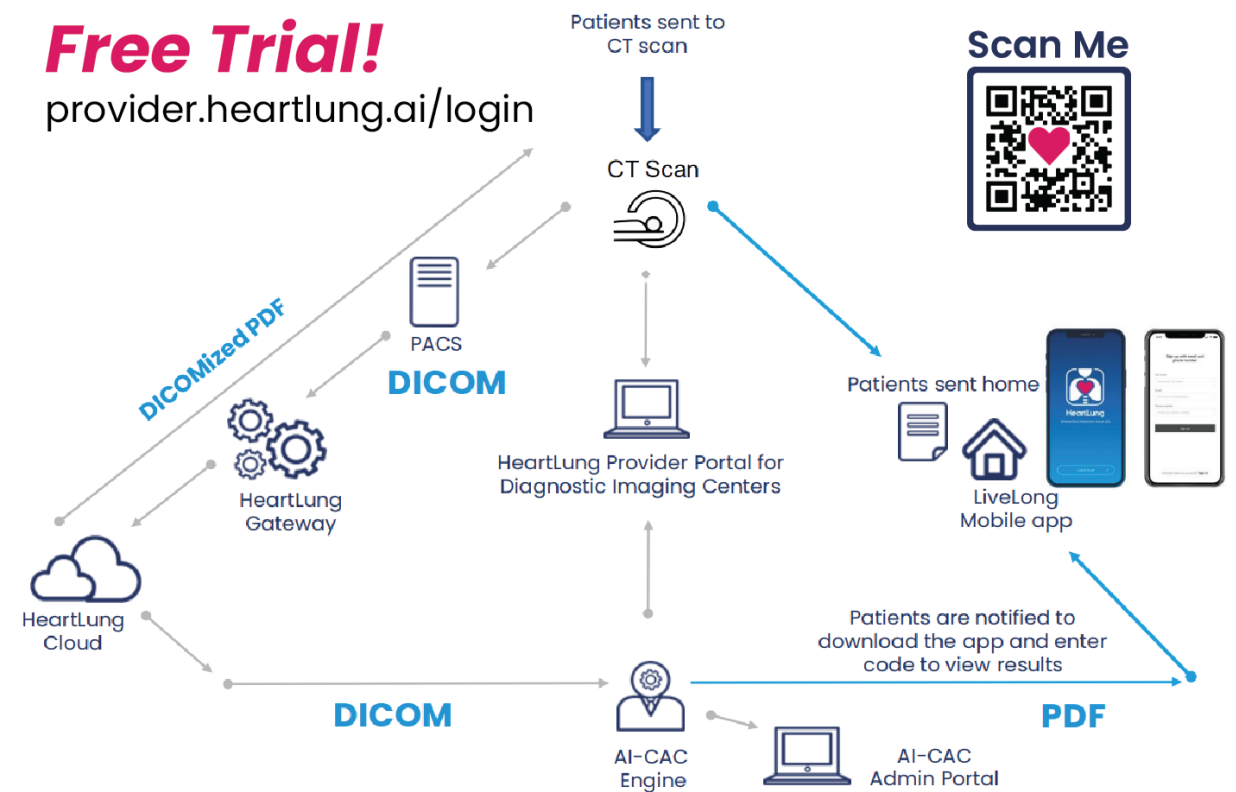 Free Trial!
provider.heartlung.ai/login
Patients sent to
CT scan
Scan Me
CT Scan
DICOMized PDF
PACS
DICOM
HeartLung
Gateway
HeartLung Provider Portal for
Diagnostic Imaging Centers
Patients sent home
HeartLung
LiveLong
Mobile app
HeartLung
Cloud
Patients are notified to
download the app and enter
code to view results
DICOM
PDF
AI-CAC
Engine
AI-CAC
Admin Portal